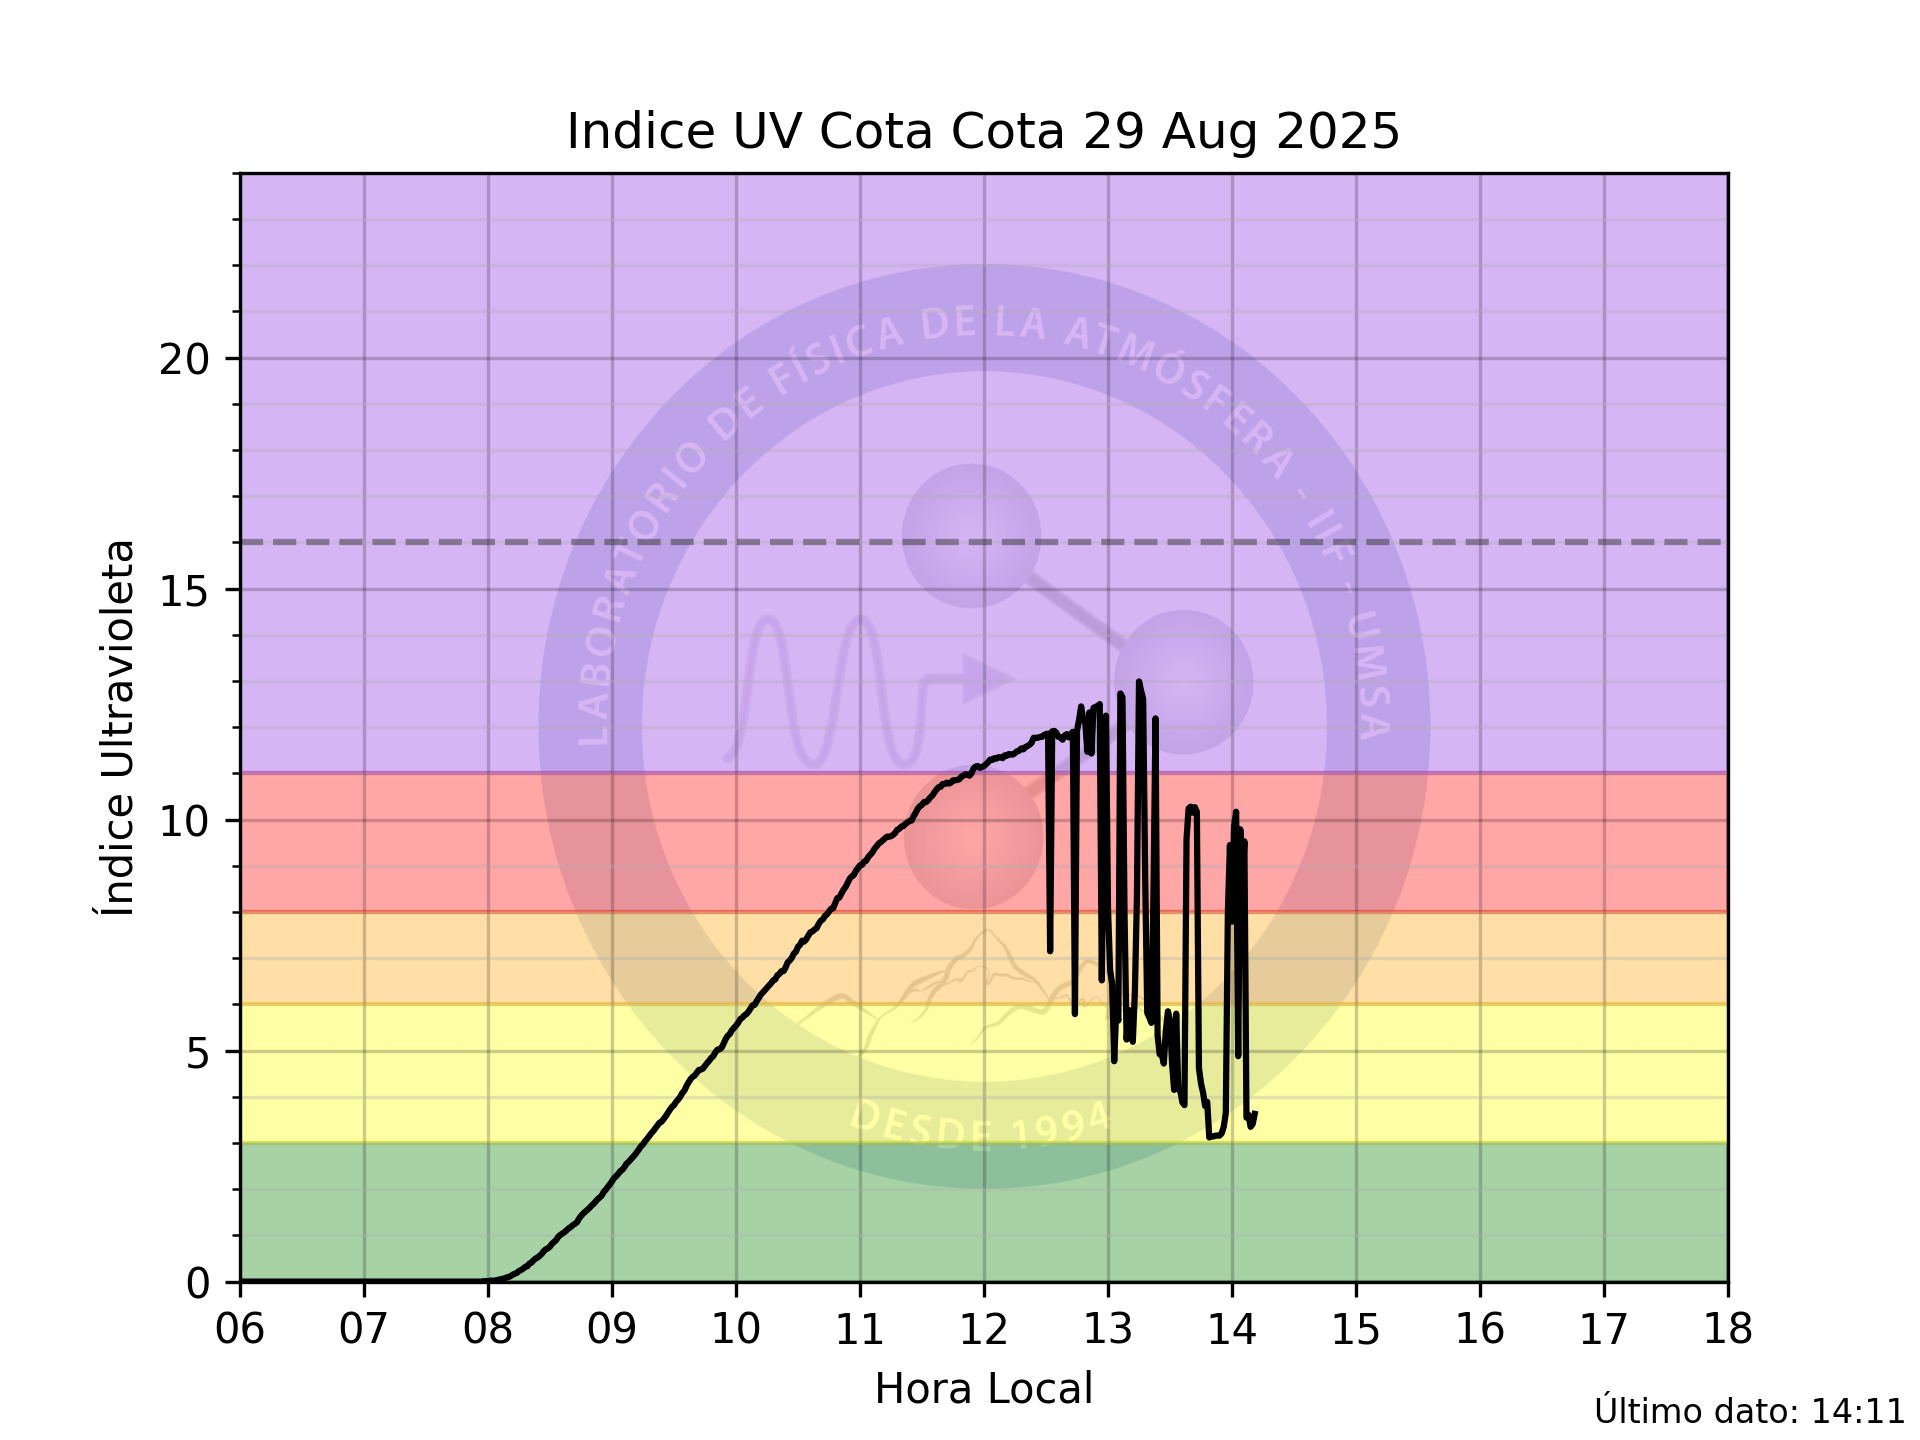 Indice UV Cota Cota 29 Aug 2025
20
15
10
5
0
Índice Ultravioleta
LABORATORIO DE FÍSICA DE LA ATMÓSFERA - IIF - UMSA
DESDE 1994
06 07 08 09 10 11 12 13 14 15 16 17 18
Hora Local
Último dato: 14:11